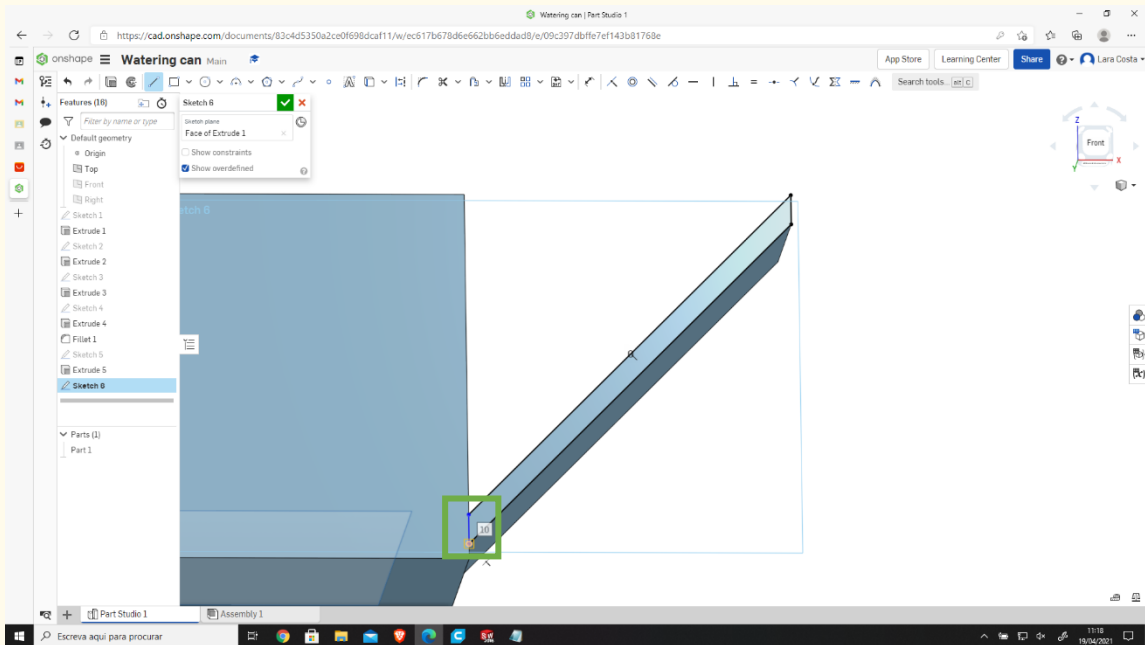 Watering can | Part Studio 1
https://cad.onshape.com/documents/83c4d5350a2ce0f698dcaf11/w/ec617b678d6e662bb6eddad8/e/09c397dbffe7ef143b81768e
onshape Watering can Main
App Store Learning Center Share Lara Costa
Search tools... alt C
Features (16)
Filter by name or type
Default geometry
Origin
Top
Front
Right
Sketch 1
Extrude 1
Sketch 2
Extrude 2
Sketch 3
Extrude 3
Sketch 4
Extrude 4
Fillet 1
Sketch 5
Extrude 5
Sketch 6
Parts (1)
Part 1
Sketch 6
Sketch plane
Face of Extrude 1
Show constraints
Show overdefined
etch 6
10
Z
Front
X
Y
Part Studio 1
Assembly 1
Escreva aqui para procurar
11:18
19/04/2021